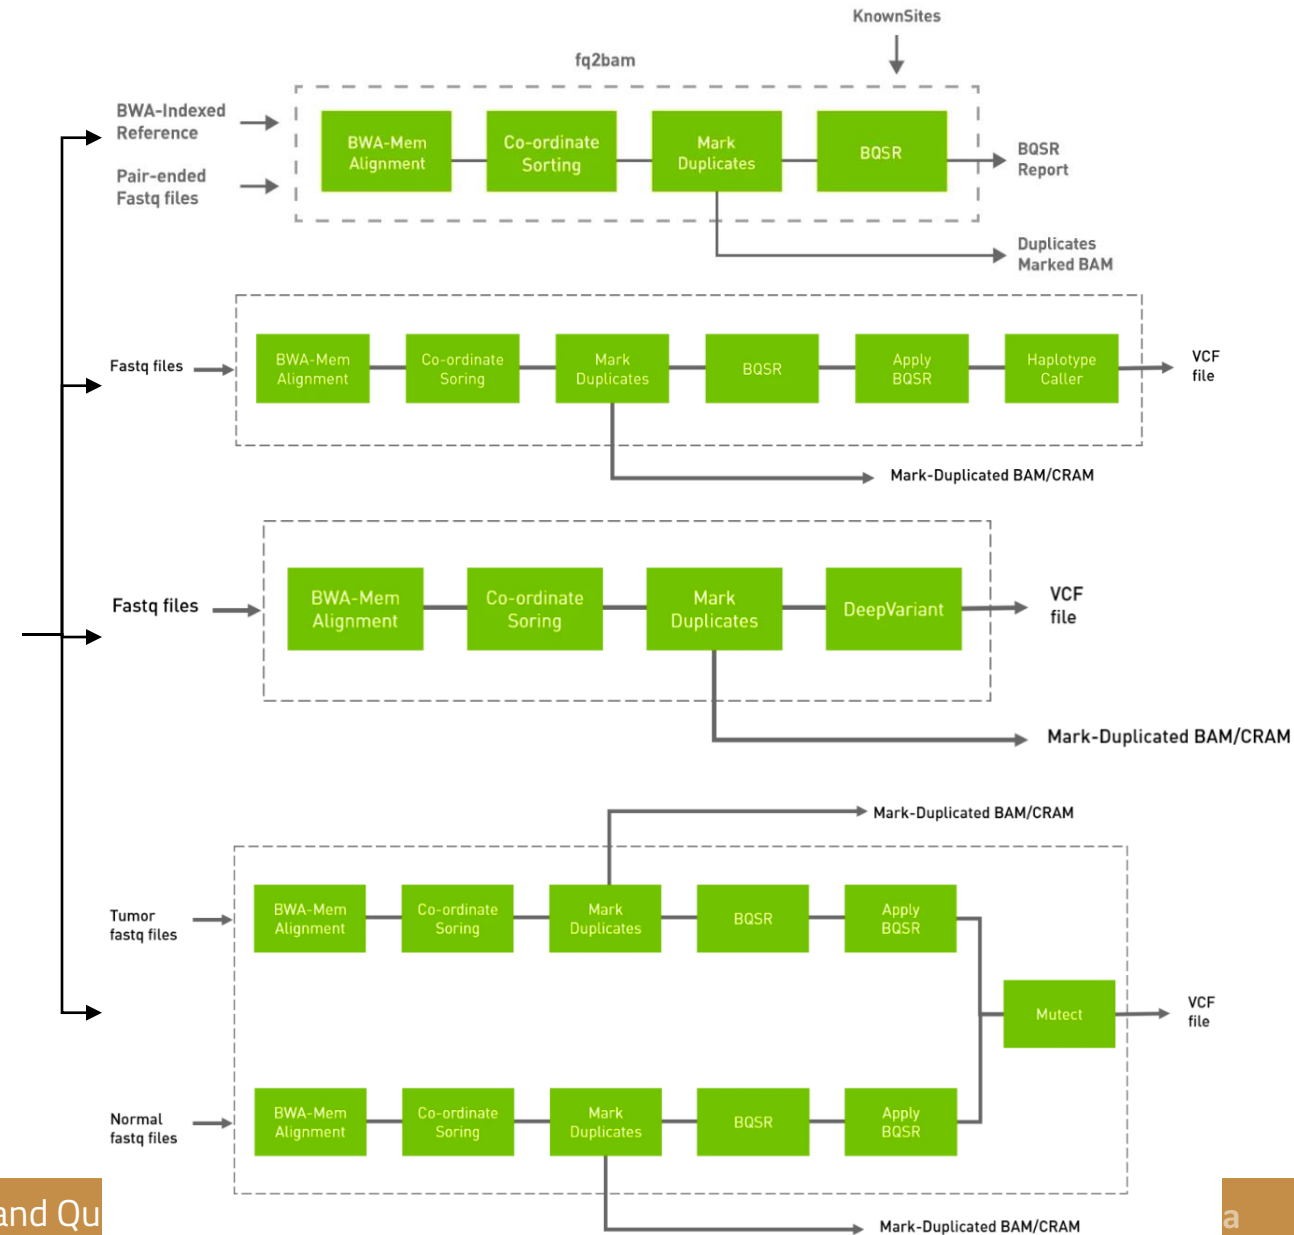 KnownSites
fq2bam
BWA-Indexed
Reference
Pair-ended
Fastq files
BWA-Mem
Alignment
Co-ordinate
Sorting
Mark
Duplicates
BQSR
BQSR
Report
Duplicates
Marked BAM
Fastq files
BWA-Mem
Alignment
Co-ordinate
Soring
Mark
Duplicates
BQSR
Apply
BQSR
Haplotype
Caller
VCF
file
Mark-Duplicated BAM/CRAM
Fastq files
BWA-Mem
Alignment
Co-ordinate
Soring
Mark
Duplicates
DeepVariant
VCF
file
Mark-Duplicated BAM/CRAM
Mark-Duplicated BAM/CRAM
Tumor
fastq files
BWA-Mem
Alignment
Co-ordinate
Soring
Mark
Duplicates
BQSR
Apply
BQSR
Mutect
VCF
file
Normal
fastq files
BWA-Mem
Alignment
Co-ordinate
Soring
Mark
Duplicates
BQSR
Apply
BQSR
Mark-Duplicated BAM/CRAM
and Qu
a